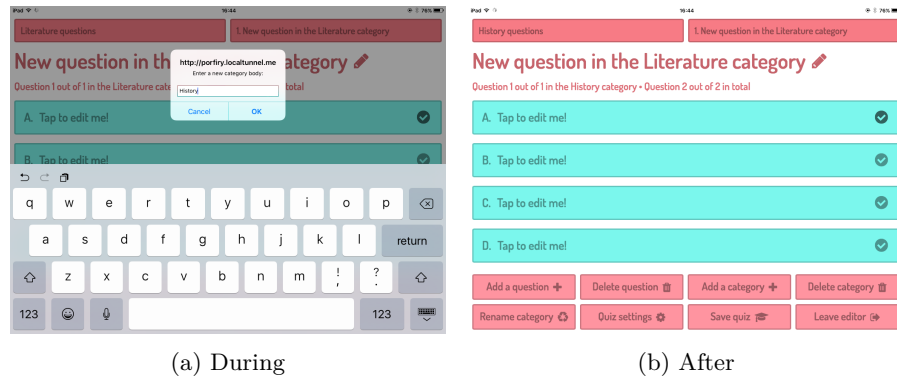 iPad
16:44
76%
Literature questions
1. New question in the Literature category
New question in th
ategory
Question 1 out of 1 in the Literature cate
n total
http://porfiry.localtunnel.me
Enter a new category body:
History
Cancel
OK
A. Tap to edit me!
B. Tap to edit me!
q w e r t y u i o p
a s d f g h j k l return
z x c v b n m ! , ? .
123
123
(a) During
iPad
16:44
76%
History questions
1. New question in the Literature category
New question in the Literature category
Question 1 out of 1 in the History category • Question 2 out of 2 in total
A. Tap to edit me!
B. Tap to edit me!
C. Tap to edit me!
D. Tap to edit me!
Add a question
Delete question
Add a category
Delete category
Rename category
Quiz settings
Save quiz
Leave editor
(b) After